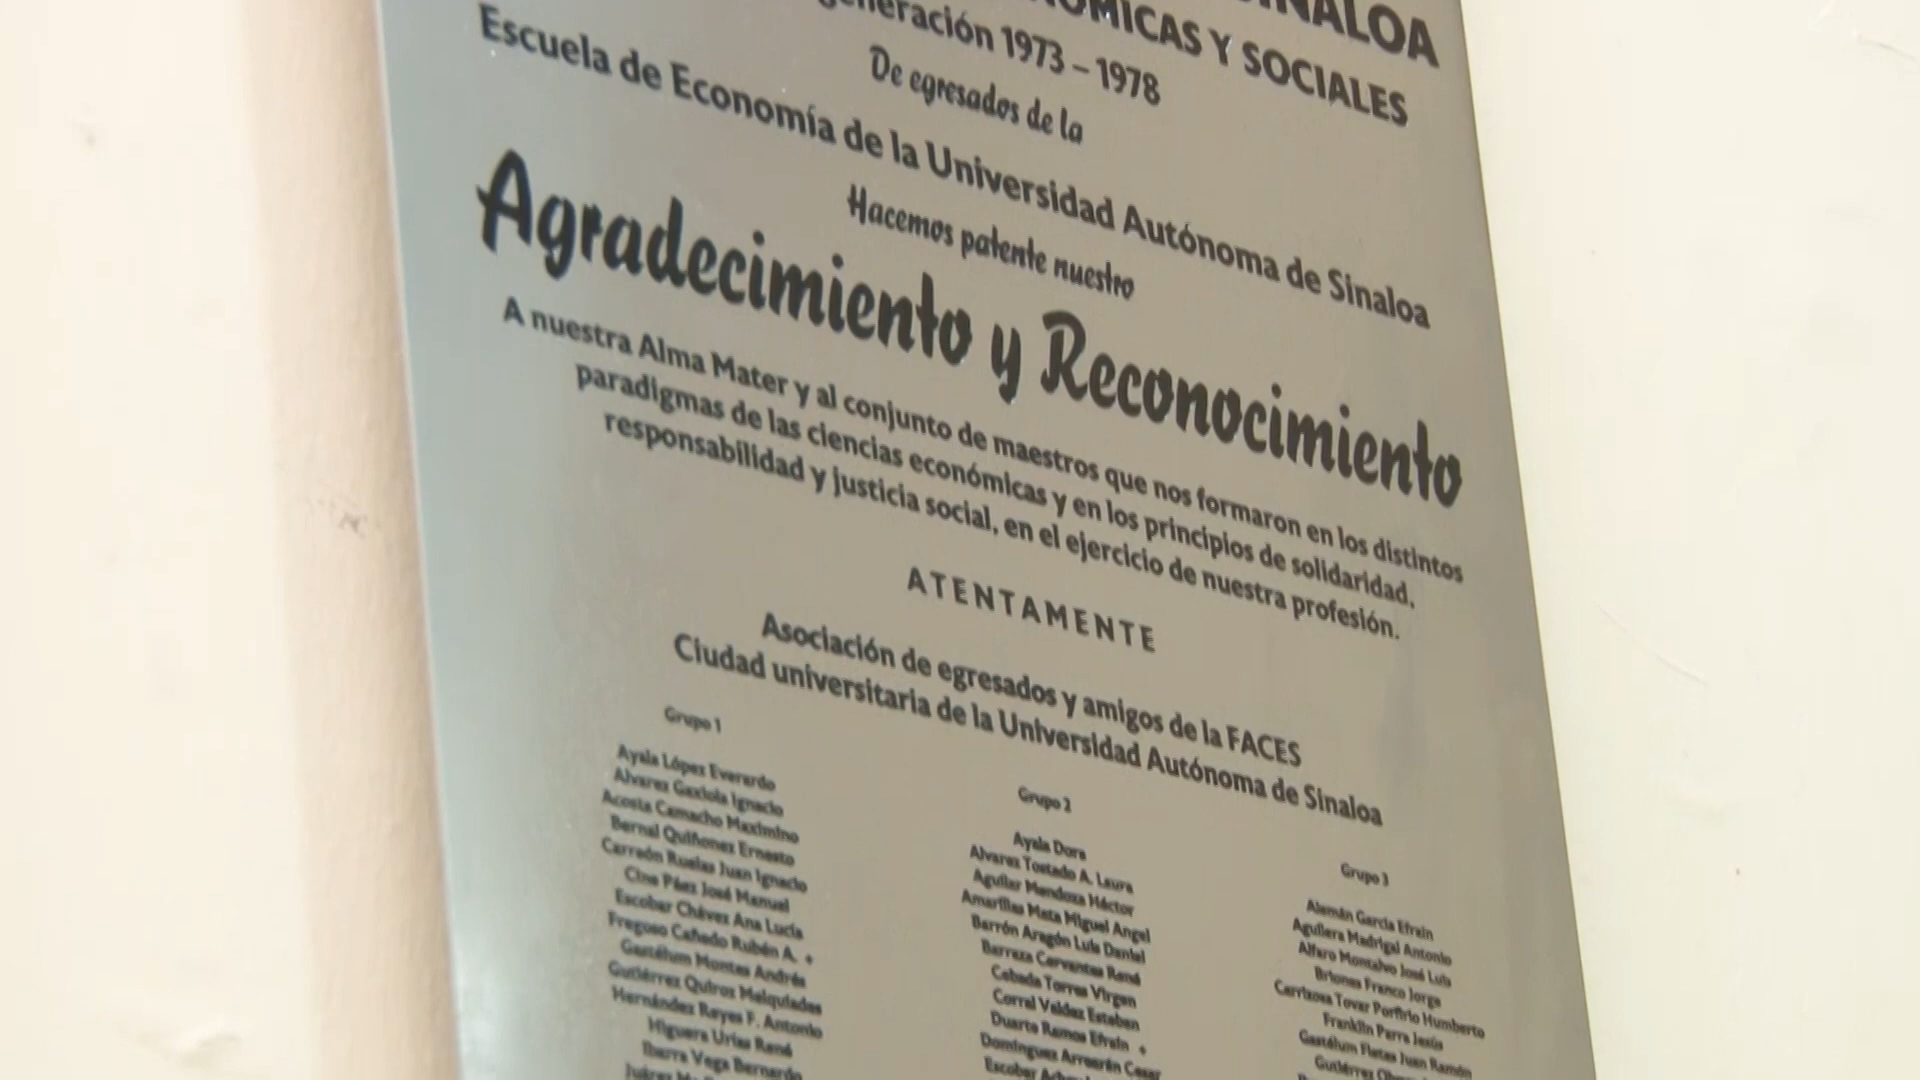 SINALOA
ÓMICAS Y SOCIALES
generación 1973 – 1978
De egresados de la
Escuela de Economía de la Universidad Autónoma de Sinaloa
Hacemos patente nuestro
Agradecimiento y Reconocimiento
A nuestra Alma Mater y al conjunto de maestros que nos formaron en los distintos
paradigmas de las ciencias económicas y en los principios de solidaridad,
responsabilidad y justicia social, en el ejercicio de nuestra profesión.
ATENTAMENTE
Asociación de egresados y amigos de la FACES
Ciudad universitaria de la Universidad Autónoma de Sinaloa
Grupo 1
Ayala López Everardo
Alvarez Gaxiola Ignacio
Acosta Camacho Maximino
Bernal Quiñonez Ernesto
Carreón Ruelas Juan Ignacio
Cine Páez José Manuel
Escobar Chávez Ana Lucía
Fregoso Cañedo Rubén A. +
Gastélum Montes Andrés
Gutiérrez Quiroz Melquiades
Hernández Reyes F. Antonio
Higuera Urías René
Ibarra Vega Bernardo
Juárez
Grupo 2
Ayala Dora
Alvarez Tostado A. Laura
Aguilar Mendoza Héctor
Amarillas Mata Miguel Angel
Barrón Aragón Luis Daniel
Barraza Cervantes René
Cabada Torres Virgen
Corral Valdez Esteban
Duarte Ramos Efraín +
Domínguez Arroarán Cesar
Escobar
Grupo 3
Alemán García Efraín
Aguilera Madrigal Antonio
Alfaro Montalvo José Luis
Briones Franco Jorge
Carrizosa Tovar Porfirio Humberto
Franklin Parra Jesús
Gastélum Fletes Juan Ramón
Gutiérrez